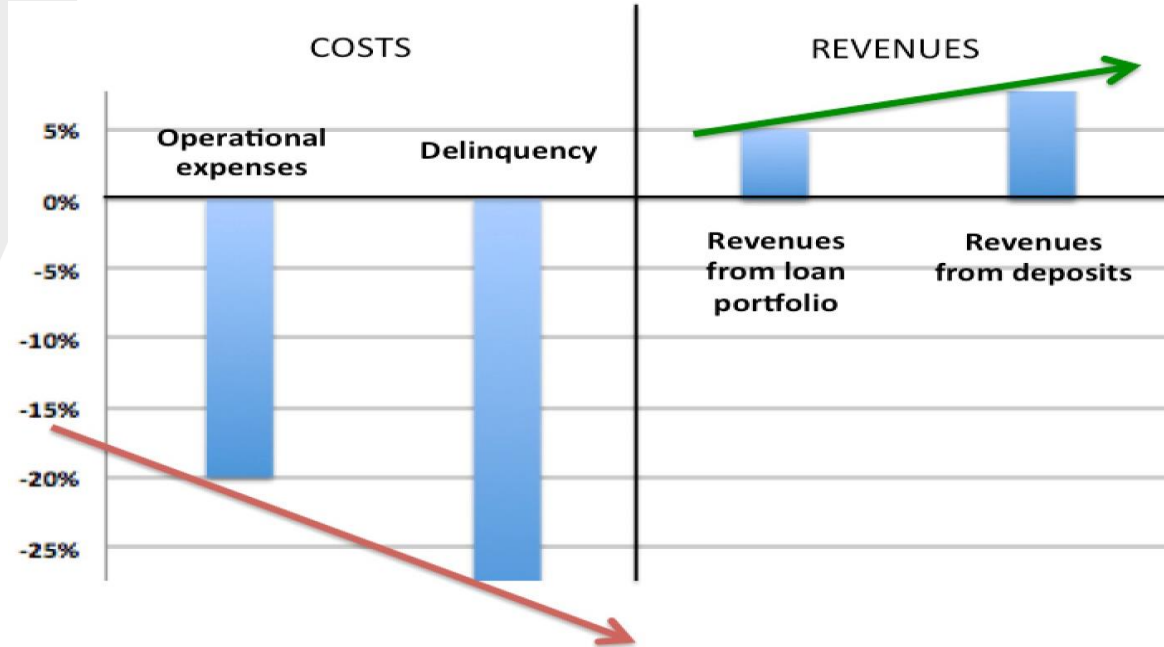 COSTS
REVENUES
5%
0%
-5%
-10%
-15%
-20%
-25%
Operational
expenses
Delinquency
Revenues
from loan
portfolio
Revenues
from deposits